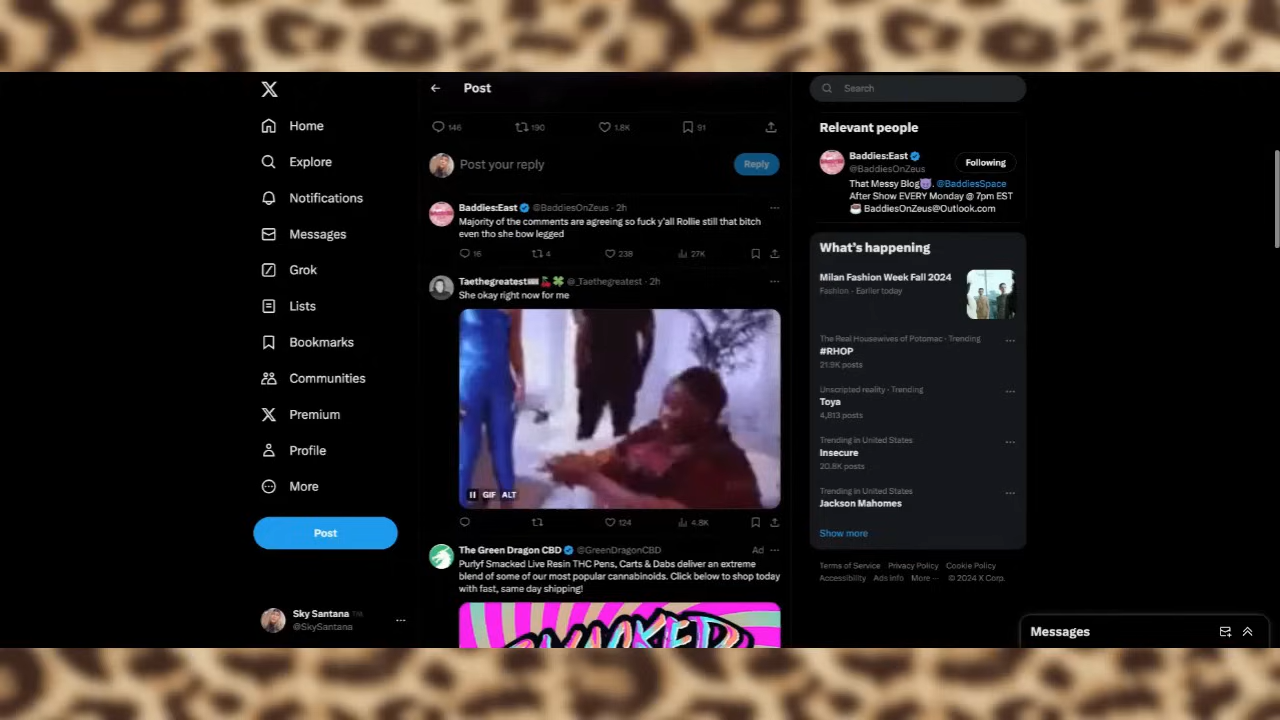 Post
Search
146 190 1.8K 91
Home
Explore
Notifications
Messages
Grok
Lists
Bookmarks
Communities
Premium
Profile
More
Post
Sky Santana
@SkySantana
Post your reply
Reply
Baddies:East @BaddiesOnZeus · 2h
Majority of the comments are agreeing so fuck y'all Rollie still that bitch
even tho she bow legged
16 4 238 27K
Taethegreatest @_Taethegreatest · 2h
She okay right now for me
GIF ALT
124 4.8K
The Green Dragon CBD @GreenDragonCBD Ad
Purlyf Smacked Live Resin THC Pens, Carts & Dabs deliver an extreme
blend of some of our most popular cannabinoids. Click below to shop today
with fast, same day shipping!
SMACKED
Relevant people
Baddies:East
@BaddiesOnZeus
Following
That Messy Blog. @BaddiesSpace
After Show EVERY Monday @ 7pm EST
BaddiesOnZeus@Outlook.com
What's happening
Milan Fashion Week Fall 2024
Fashion · Earlier today
The Real Housewives of Potomac · Trending
#RHOP
21.9K posts
Unscripted reality · Trending
Toya
4,813 posts
Trending in United States
Insecure
20.8K posts
Trending in United States
Jackson Mahomes
Show more
Terms of Service Privacy Policy Cookie Policy
Accessibility Ads info More ··· © 2024 X Corp.
Messages